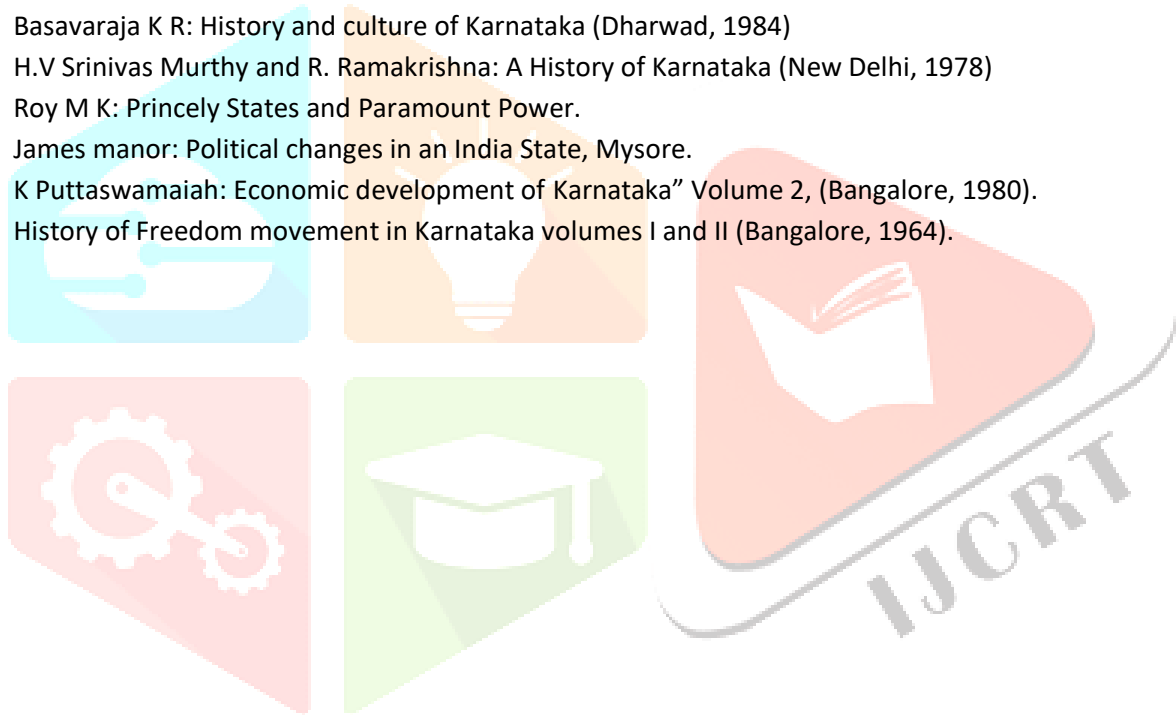 Basavaraja K R: History and culture of Karnataka (Dharwad, 1984)
H.V Srinivas Murthy and R. Ramakrishna: A History of Karnataka (New Delhi, 1978)
Roy M K: Princely States and Paramount Power.
James manor: Political changes in an India State, Mysore.
K Puttaswamaiah: Economic development of Karnataka” Volume 2, (Bangalore, 1980).
History of Freedom movement in Karnataka volumes I and II (Bangalore, 1964).
IJCRT